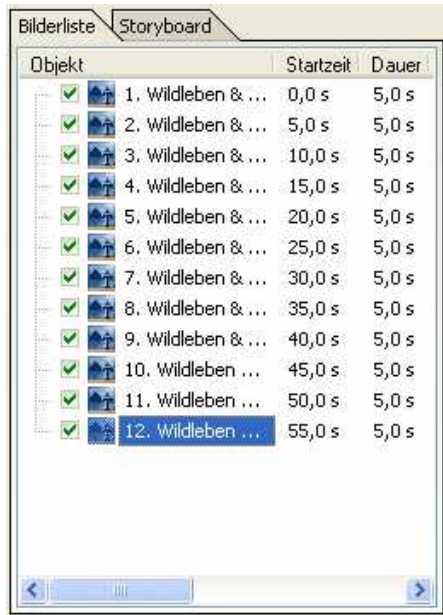 Bilderliste Storyboard
Objekt Startzeit Dauer
1. Wildleben & ... 0,0 s 5,0 s
2. Wildleben & ... 5,0 s 5,0 s
3. Wildleben & ... 10,0 s 5,0 s
4. Wildleben & ... 15,0 s 5,0 s
5. Wildleben & ... 20,0 s 5,0 s
6. Wildleben & ... 25,0 s 5,0 s
7. Wildleben & ... 30,0 s 5,0 s
8. Wildleben & ... 35,0 s 5,0 s
9. Wildleben & ... 40,0 s 5,0 s
10. Wildleben ... 45,0 s 5,0 s
11. Wildleben ... 50,0 s 5,0 s
12. Wildleben ... 55,0 s 5,0 s